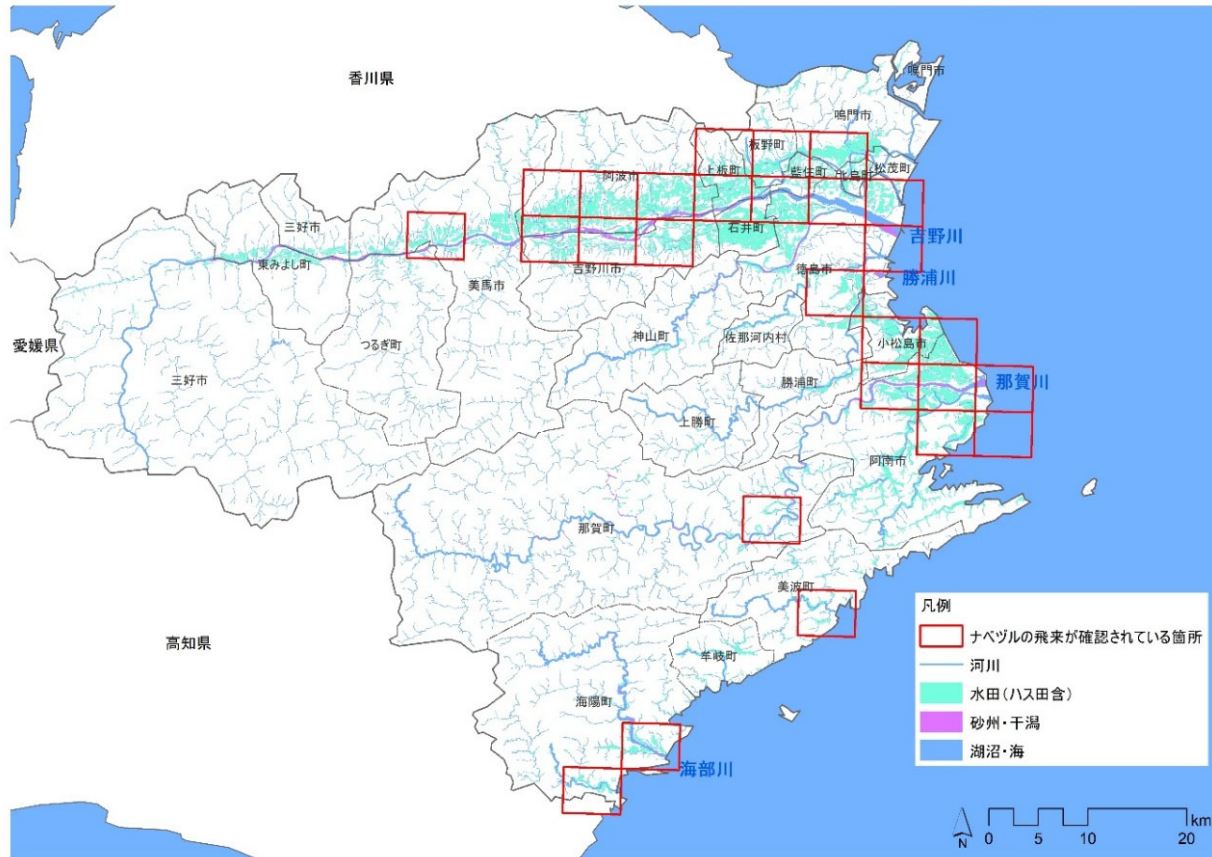 鳴門市
香川県
鳴門市
板野町
上板町
藍住町
北島町
松茂町
阿波市
三好市
石井町
吉野川
東みよし町
吉野川市
徳島市
勝浦川
美馬市
神山町
佐那河内村
小松島市
愛媛県
つるぎ町
三好市
勝浦町
那賀川
上勝町
阿南市
那賀町
美波町
高知県
牟岐町
海陽町
海部川
凡例
ナベヅルの飛来が確認されている箇所
河川
水田(ハス田含)
砂州・干潟
湖沼・海
N
km
0 5 10 20